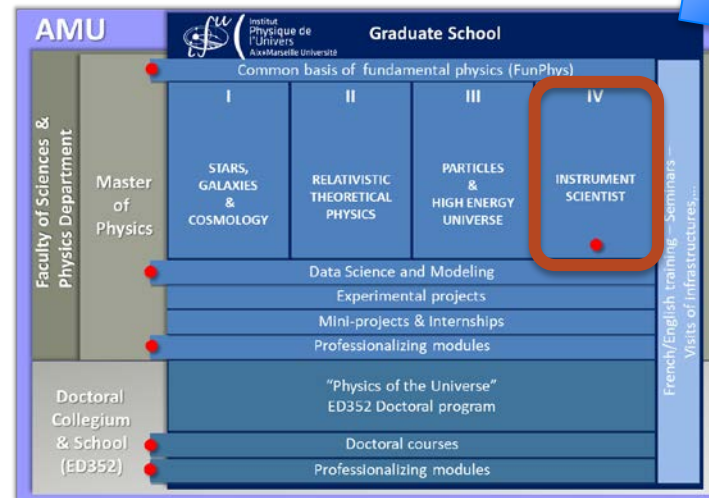 AMU
Institut
Physique de
l'Univers
Aix*Marseille Université
Graduate School
Faculty of Sciences &
Physics Department
Master
of
Physics
Common basis of fundamental physics (FunPhys)
I
STARS,
GALAXIES
&
COSMOLOGY
II
RELATIVISTIC
THEORETICAL
PHYSICS
III
PARTICLES
&
HIGH ENERGY
UNIVERSE
IV
INSTRUMENT
SCIENTIST
Data Science and Modeling
Experimental projects
Mini-projects & Internships
Professionalizing modules
French/English training – Seminars –
Visits of infrastructures,...
Doctoral
Collegium
& School
(ED352)
"Physics of the Universe"
ED352 Doctoral program
Doctoral courses
Professionalizing modules